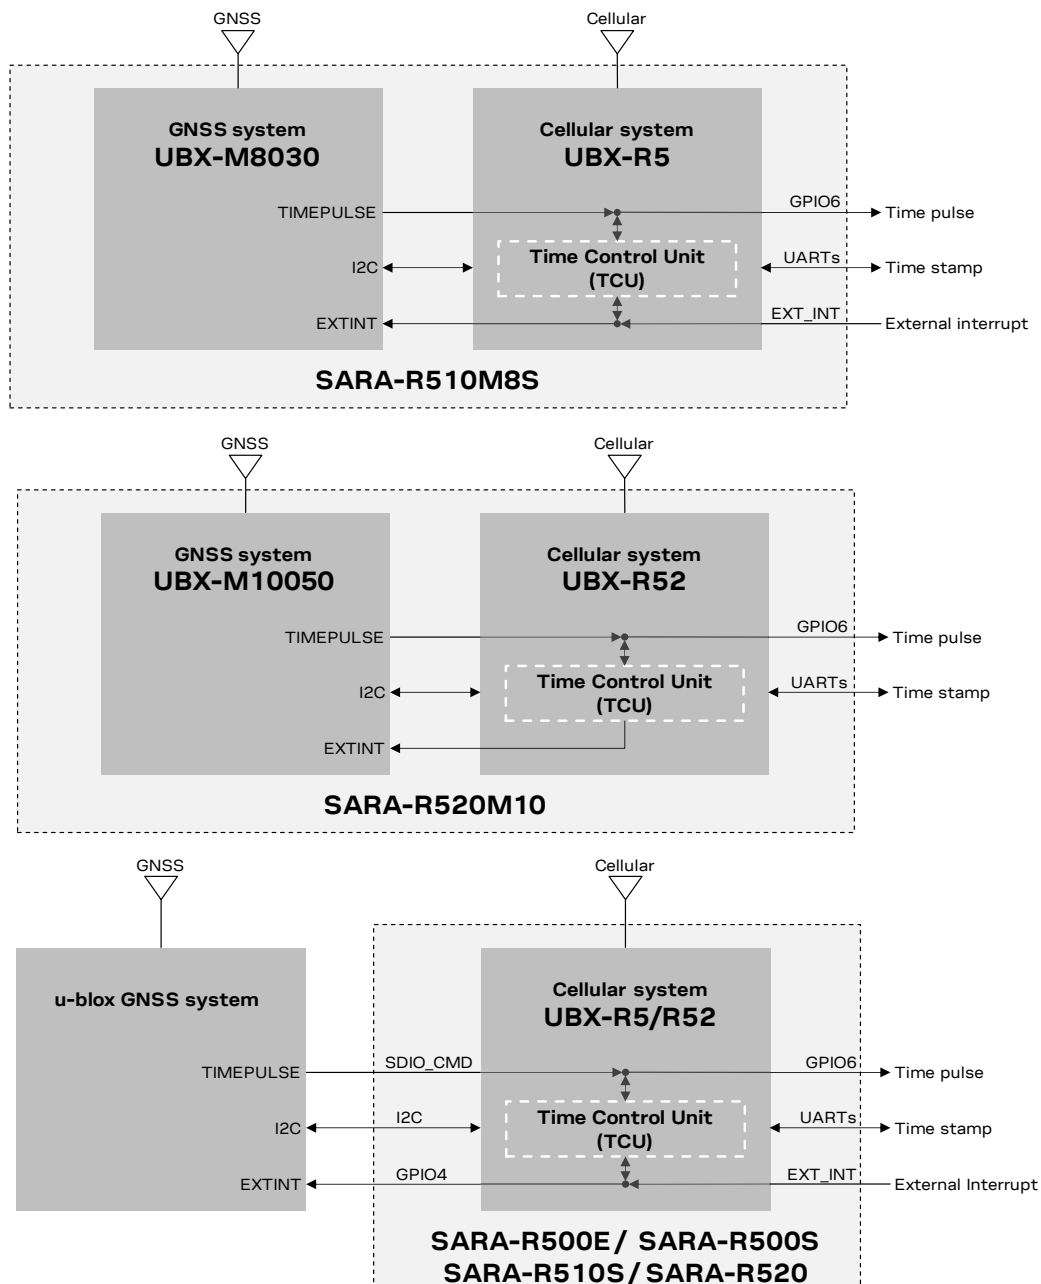 GNSS
Cellular
GNSS system
UBX-M8030
Cellular system
UBX-R5
TIMEPULSE
GPIO6
Time pulse
I2C
Time Control Unit
(TCU)
UARTs
Time stamp
EXTINT
EXT_INT
External interrupt
SARA-R510M8S
GNSS
Cellular
GNSS system
UBX-M10050
Cellular system
UBX-R52
TIMEPULSE
GPIO6
Time pulse
I2C
Time Control Unit
(TCU)
UARTs
Time stamp
EXTINT
SARA-R520M10
GNSS
Cellular
u-blox GNSS system
Cellular system
UBX-R5/R52
TIMEPULSE
SDIO_CMD
GPIO6
Time pulse
I2C
I2C
Time Control Unit
(TCU)
UARTs
Time stamp
EXTINT
GPIO4
EXT_INT
External Interrupt
SARA-R500E / SARA-R500S
SARA-R510S / SARA-R520